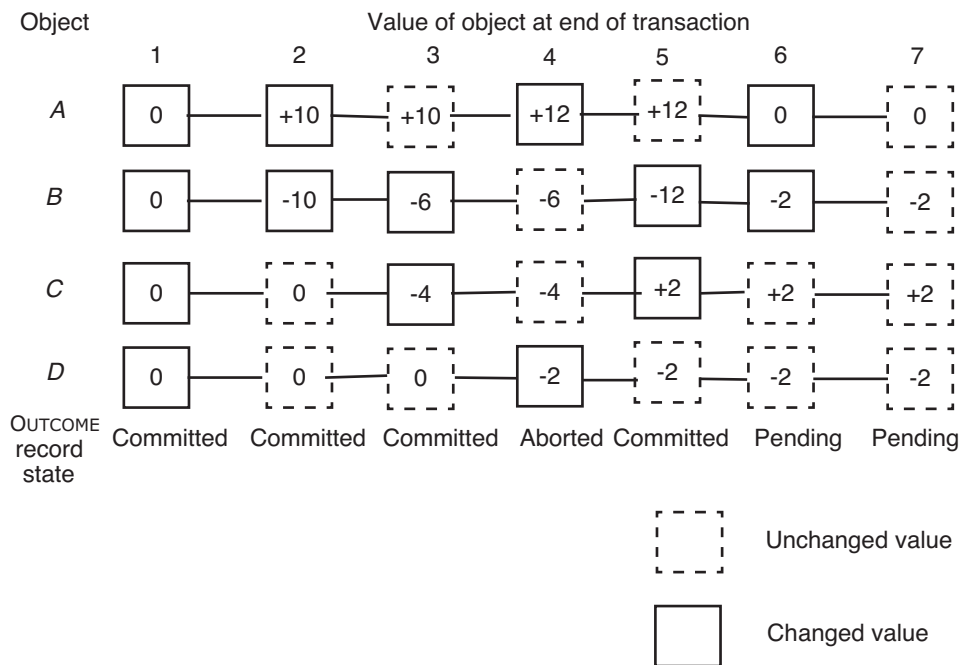 Object Value of object at end of transaction
1 2 3 4 5 6 7
A 0 +10 +10 +12 +12 0 0
B 0 -10 -6 -6 -12 -2 -2
C 0 0 -4 -4 +2 +2 +2
D 0 0 0 -2 -2 -2 -2
OUTCOME
record
state
Committed Committed Committed Aborted Committed Pending Pending
Unchanged value
Changed value